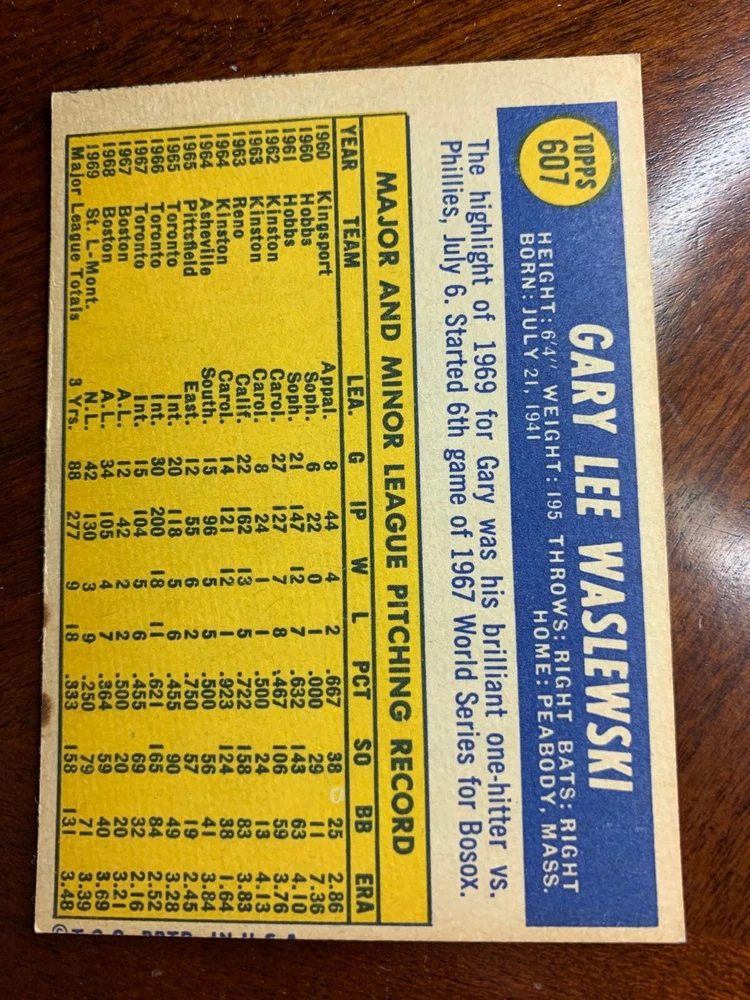 TOPPS
607
GARY LEE WASLEWSKI
HEIGHT: 6'4" WEIGHT: 195 THROWS: RIGHT BATS: RIGHT
BORN: JULY 21, 1941 HOME: PEABODY, MASS.
The highlight of 1969 for Gary was his brilliant one-hitter vs.
Phillies, July 6. Started 6th game of 1967 World Series for Bosox.
MAJOR AND MINOR LEAGUE PITCHING RECORD
YEAR TEAM LEA. G IP W L PCT SO BB ERA
1960 Kingsport Appal. 8 44 4 2 .667 38 25 2.86
1960 Hobbs Soph. 6 22 0 1 .000 29 11 7.36
1961 Hobbs Soph. 21 147 12 7 .632 143 63 4.10
1962 Kinston Carol. 27 127 7 8 .467 106 59 3.76
1963 Kinston Carol. 8 24 1 1 .500 24 13 4.13
1963 Reno Calif. 22 162 13 5 .722 158 83 3.83
1964 Kinston Carol. 14 121 12 1 .923 124 38 1.64
1964 Asheville South. 15 96 5 5 .500 56 41 3.84
1965 Pittsfield East. 12 55 6 2 .750 57 19 2.45
1965 Toronto Int. 20 118 5 6 .455 90 49 3.28
1966 Toronto Int. 30 200 18 11 .621 165 84 2.52
1967 Toronto Int. 15 104 5 6 .455 69 32 2.16
1967 Boston A.L. 12 42 2 2 .500 20 20 3.21
1968 Boston A.L. 34 105 4 7 .364 59 40 3.69
1969 St. L-Mont. N.L. 42 130 3 9 .250 79 71 3.39
Major League Totals 3 Yrs. 88 277 9 18 .333 158 131 3.48
© T.C.G. PRTD. IN U.S.A.